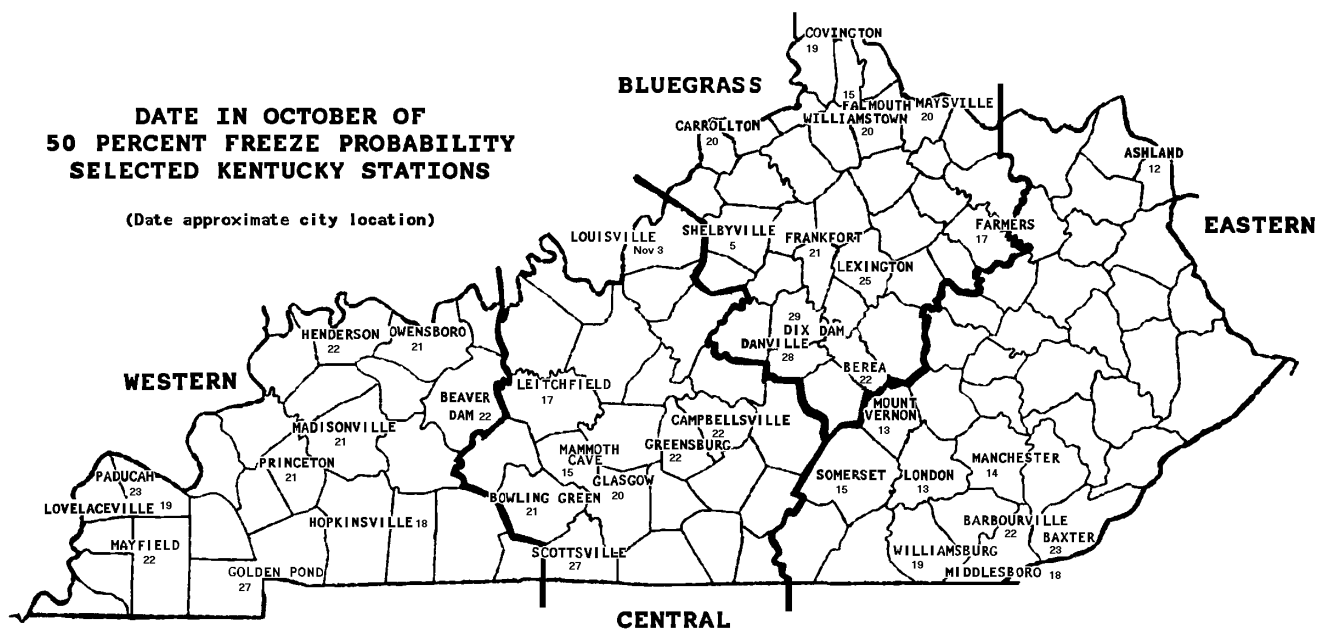 COVINGTON
19
BLUEGRASS
DATE IN OCTOBER OF
50 PERCENT FREEZE PROBABILITY
SELECTED KENTUCKY STATIONS
(Date approximate city location)
15
FALMOUTH
MAYSVILLE
20
WILLIAMSTOWN
20
CARROLLTON
20
ASHLAND
12
EASTERN
FARMERS
17
LOUISVILLE
Nov 3
SHELBYVILLE
5
FRANKFORT
21
LEXINGTON
25
29
DIX DAM
DANVILLE
28
BEREA
22
HENDERSON
22
OWENSBORO
21
WESTERN
BEAVER
DAM 22
LEITCHFIELD
17
MOUNT
VERNON
13
CAMPBELLSVILLE
22
GREENSBURG
22
MADISONVILLE
21
MAMMOTH
CAVE
15
GLASGOW
20
PRINCETON
21
SOMERSET
15
LONDON
13
MANCHESTER
14
PADUCAH
23
LOVELACEVILLE 19
BOWLING GREEN
21
HOPKINSVILLE 18
BARBOURVILLE
22
BAXTER
23
MAYFIELD
22
SCOTTSVILLE
27
WILLIAMSBURG
19
GOLDEN POND
27
MIDDLESBORO 18
CENTRAL